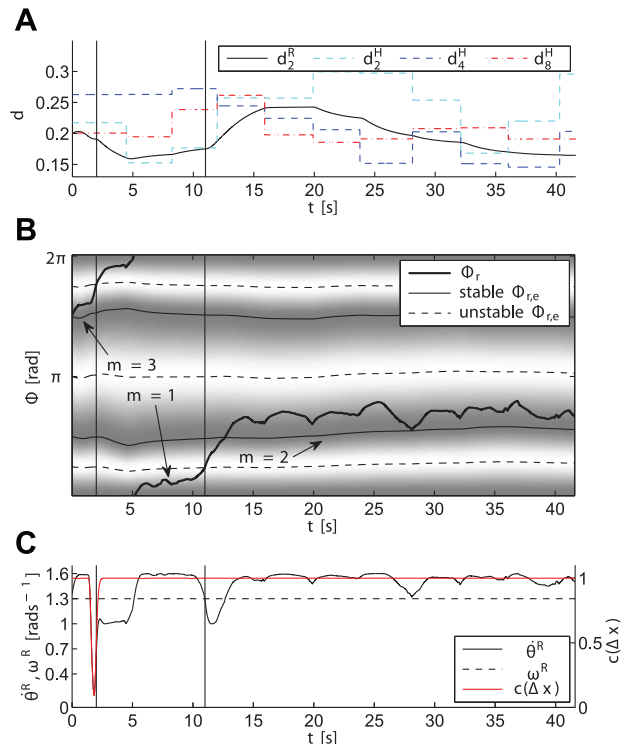 A
d₂ᴿ d₂ᴴ d₄ᴴ d₈ᴴ
d
0.3
0.25
0.2
0.15
0 5 10 15 20 25 30 35 40
t [s]
B
2π
π
Φ [rad]
Φᵣ
stable Φᵣ,ₑ
unstable Φᵣ,ₑ
m = 3
m = 1
m = 2
5 10 15 20 25 30 35 40
t [s]
C
θ̇ᴿ, ωᴿ [rads⁻¹]
1.6
1.3
1
0.7
0.4
0
1
0.5
0
c(Δx)
θ̇ᴿ
ωᴿ
c(Δx)
0 5 10 15 20 25 30 35 40
t [s]